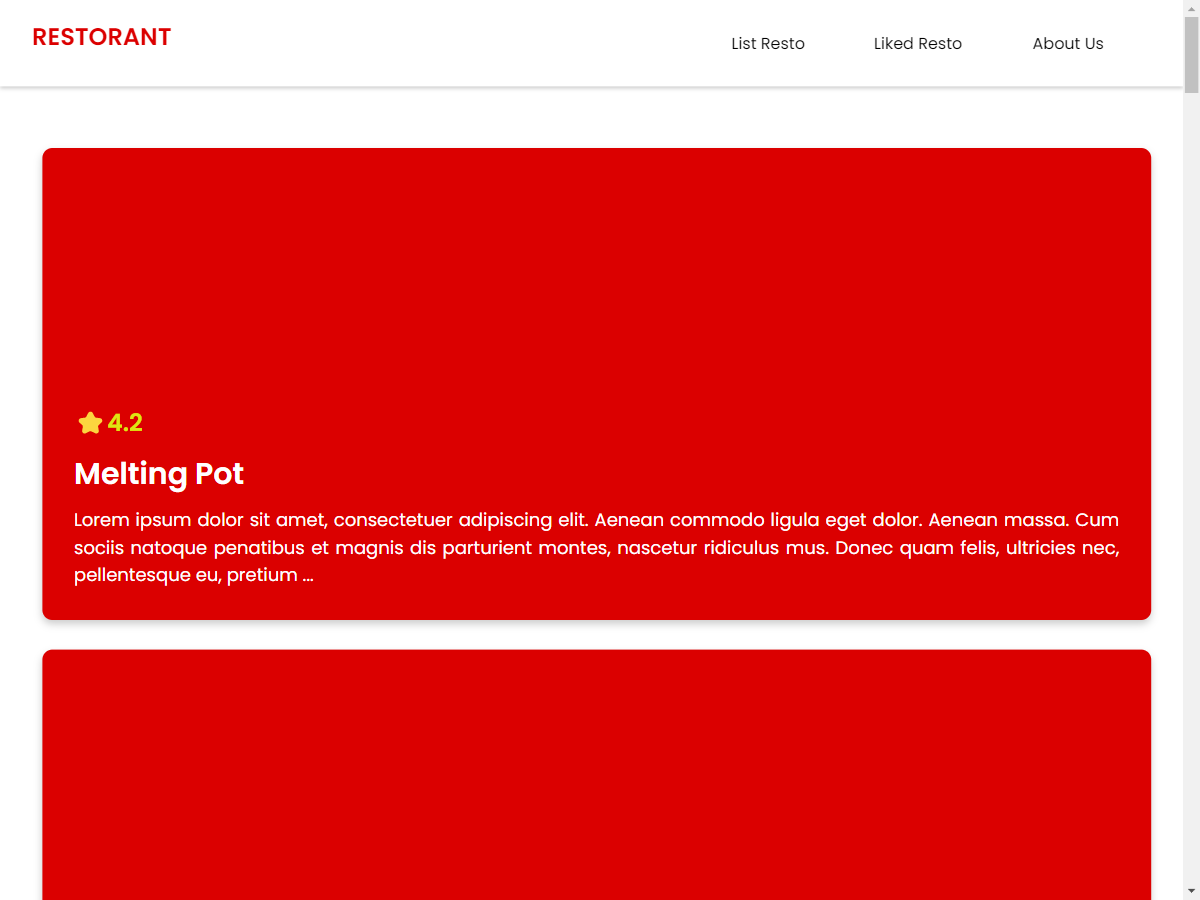 RESTORANT
List Resto
Liked Resto
About Us
4.2
Melting Pot
Lorem ipsum dolor sit amet, consectetuer adipiscing elit. Aenean commodo ligula eget dolor. Aenean massa. Cum
sociis natoque penatibus et magnis dis parturient montes, nascetur ridiculus mus. Donec quam felis, ultricies nec,
pellentesque eu, pretium ...